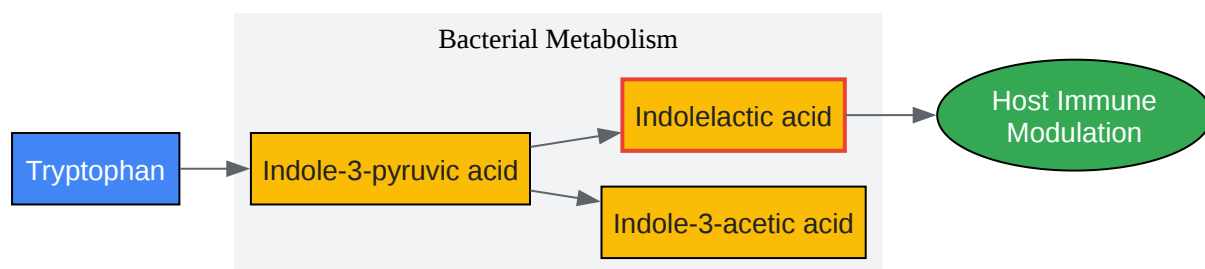 Bacterial Metabolism
Tryptophan
Indole-3-pyruvic acid
Indolelactic acid
Indole-3-acetic acid
Host Immune
Modulation